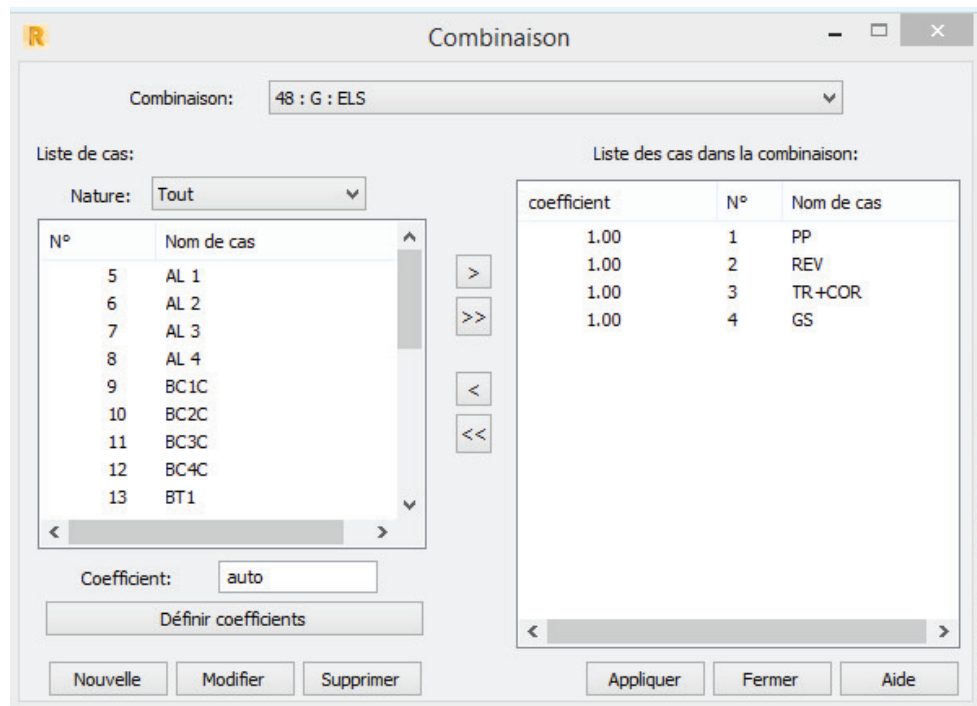 R Combinaison
Combinaison: 48 : G : ELS
Liste de cas:
Nature: Tout
N° Nom de cas
5 AL 1
6 AL 2
7 AL 3
8 AL 4
9 BC1C
10 BC2C
11 BC3C
12 BC4C
13 BT1
Coefficient: auto
Définir coefficients
Nouvelle Modifier Supprimer
>
>>
<
<<
Liste des cas dans la combinaison:
coefficient N° Nom de cas
1.00 1 PP
1.00 2 REV
1.00 3 TR+COR
1.00 4 GS
Appliquer Fermer Aide